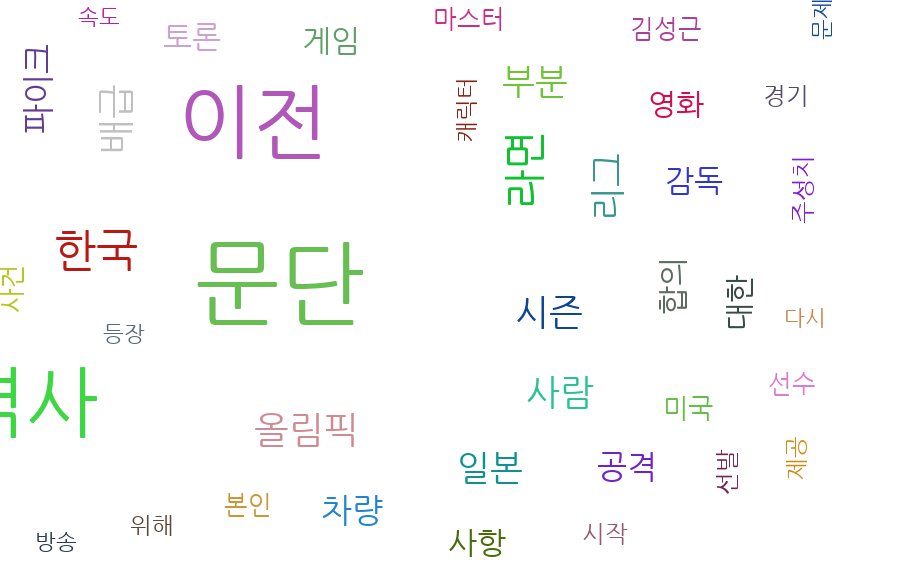 속도
마스터
문제
토론
게임
김성근
파이크
배급
이전
캐릭터
부분
영화
경기
라면
리그
감독
추성치
한국
사건
문단
합의
대한
시즌
다시
등장
역사
사람
미국
선수
올림픽
일본
공격
선발
제공
본인
차량
방송
위해
사항
시작